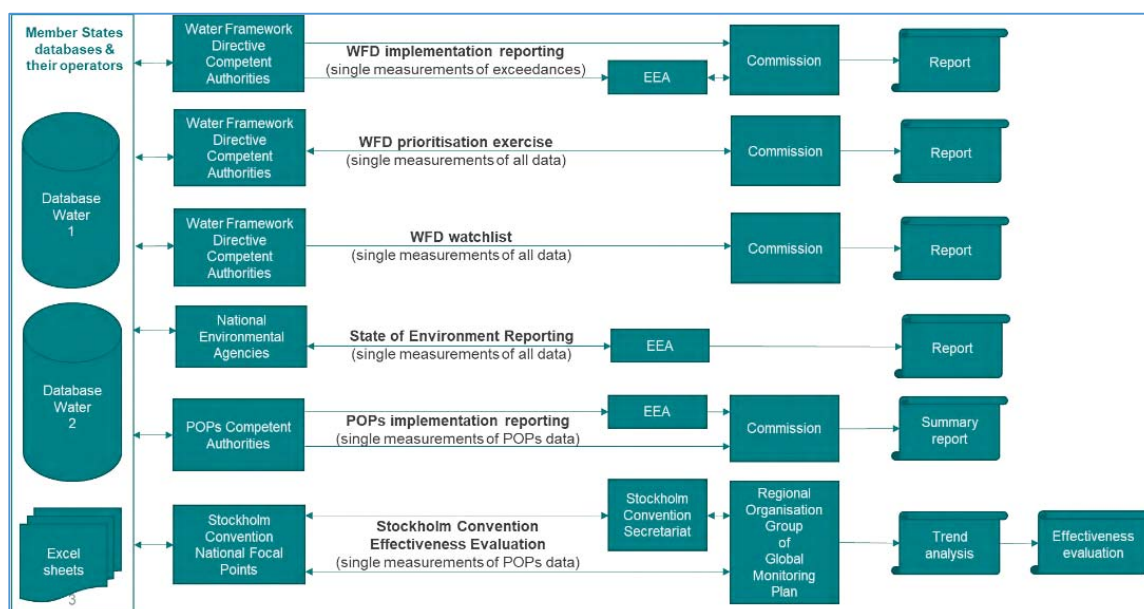 Member States
databases &
their operators
Database
Water
1
Database
Water
2
Excel
sheets
3
Water Framework
Directive
Competent
Authorities
WFD implementation reporting
(single measurements of exceedances)
EEA
Commission
Report
Water Framework
Directive
Competent
Authorities
WFD prioritisation exercise
(single measurements of all data)
Commission
Report
Water Framework
Directive
Competent
Authorities
WFD watchlist
(single measurements of all data)
Commission
Report
National
Environmental
Agencies
State of Environment Reporting
(single measurements of all data)
EEA
Report
POPs Competent
Authorities
POPs implementation reporting
(single measurements of POPs data)
EEA
Commission
Summary
report
Stockholm
Convention
National Focal
Points
Stockholm Convention
Effectiveness Evaluation
(single measurements of POPs data)
Stockholm
Convention
Secretariat
Regional
Organisation
Group
of
Global
Monitoring
Plan
Trend
analysis
Effectiveness
evaluation